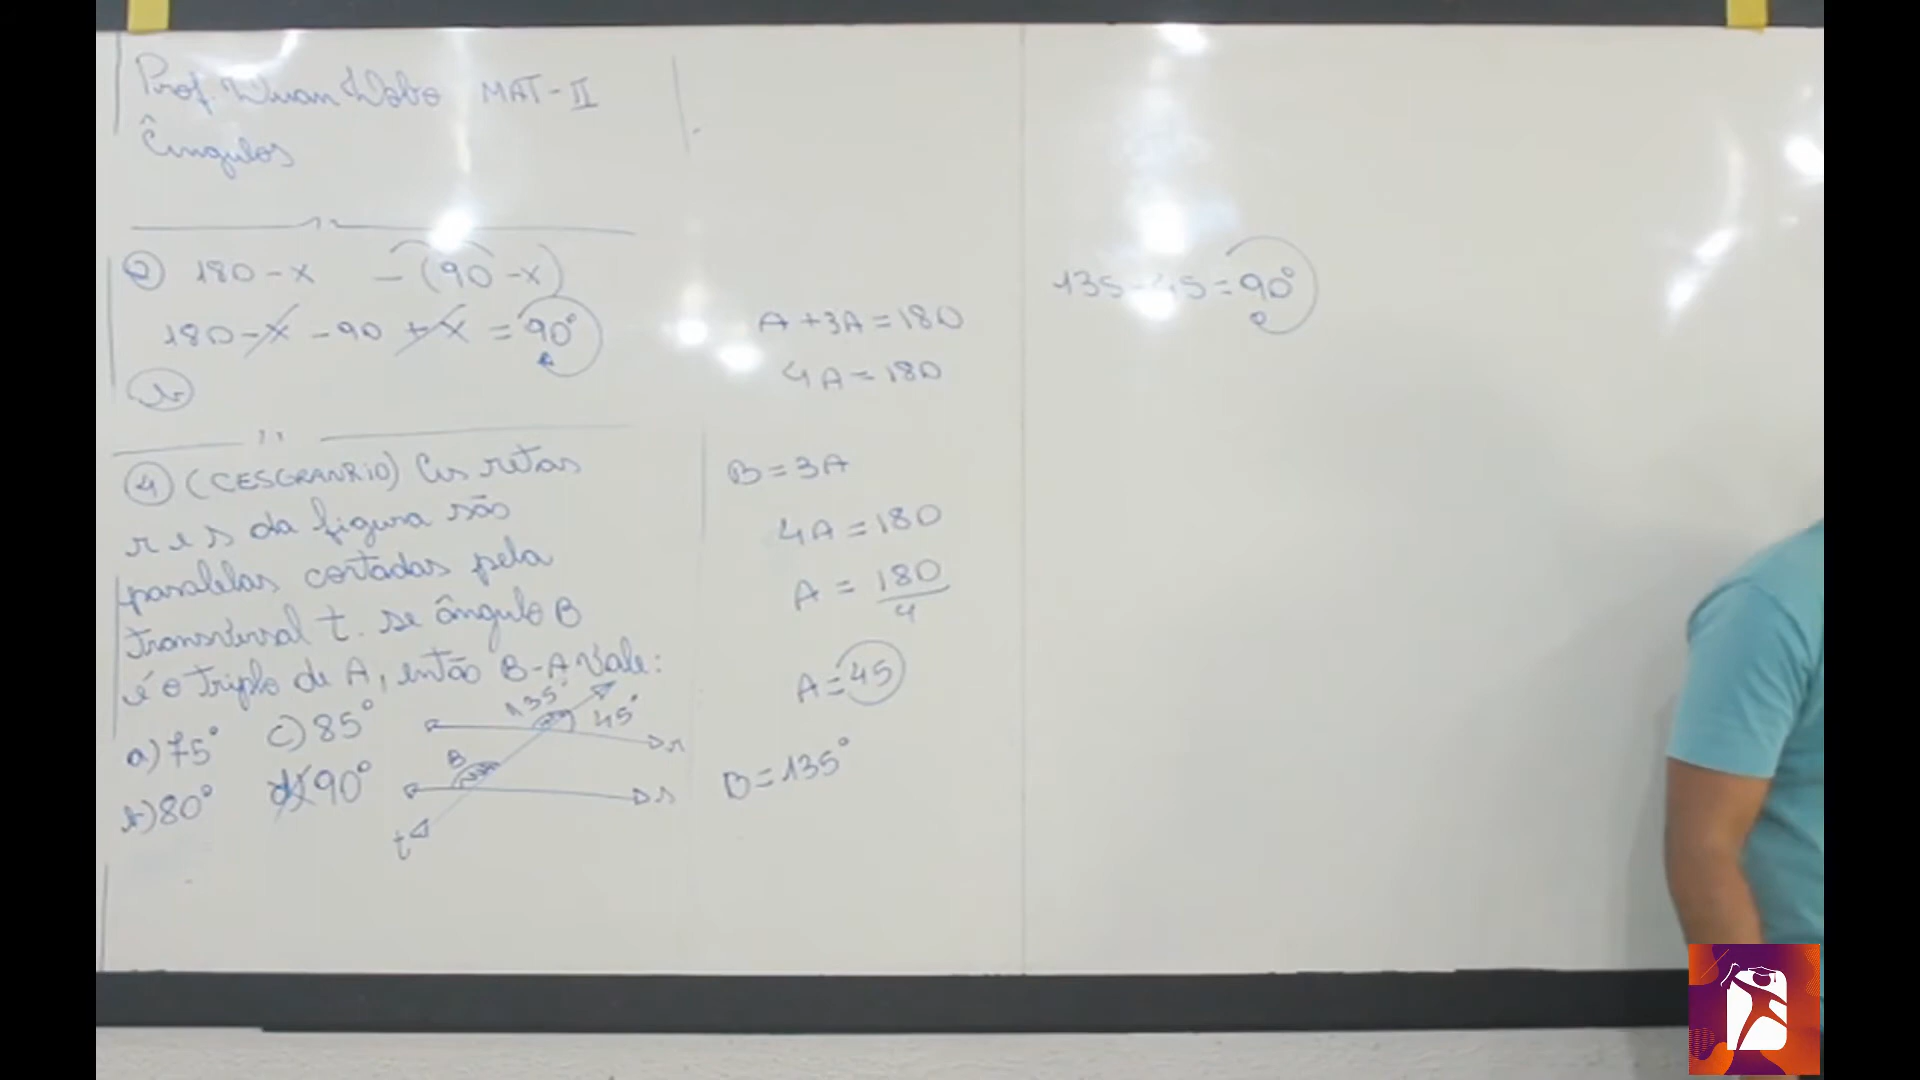 Prof. Luan Lobo MAT-II
Ângulos
2 180-x -(90-x)
180-x-90+x=90°
b
4 (CESGRANRIO) As retas
r e s da figura são
paralelas cortadas pela
transversal t. se ângulo B
é o triplo de A, então B-A vale:
a) 75° c) 85°
b) 80° d) 90°
135° 45°
r
B
s
t
A+3A=180
4A=180
B=3A
4A=180
A=180/4
A=45
B=135°
135-45=90°